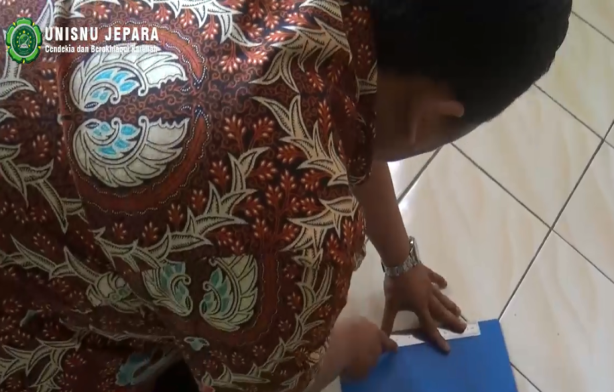 UNISNU JEPARA
Cendekia dan Berakhlaqul Karimah